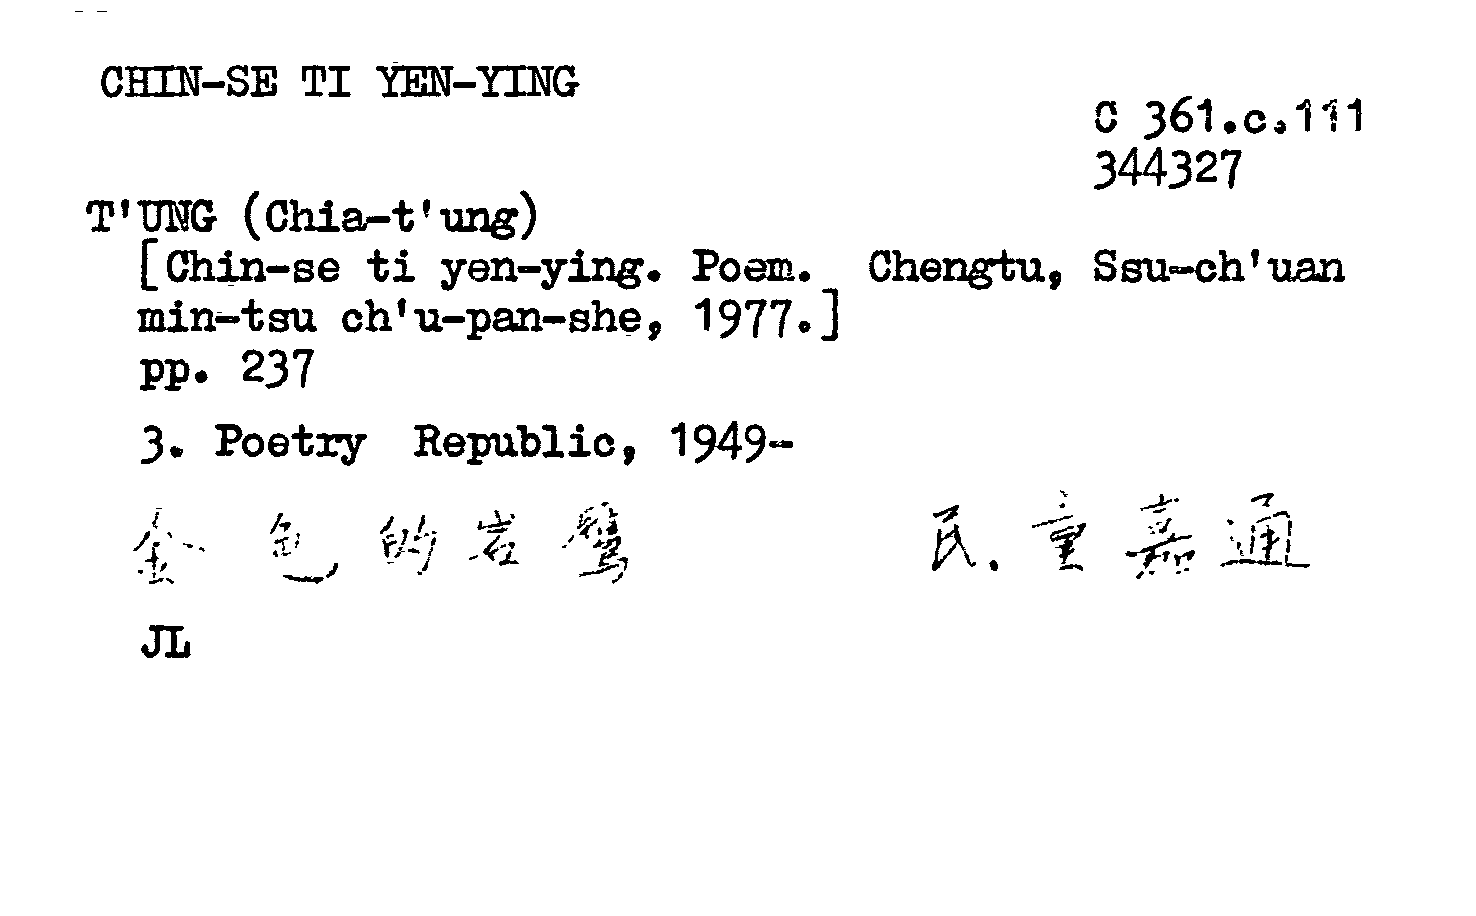 CHIN-SE TI YEN-YING
C 361.c.111
344327
T'UNG (Chia-t'ung)
[Chin-se ti yen-ying. Poem. Chengtu, Ssu-ch'uan
min-tsu ch'u-pan-she, 1977.]
pp. 237
3. Poetry Republic, 1949-
金色的岩鹰 民.童嘉通
JL